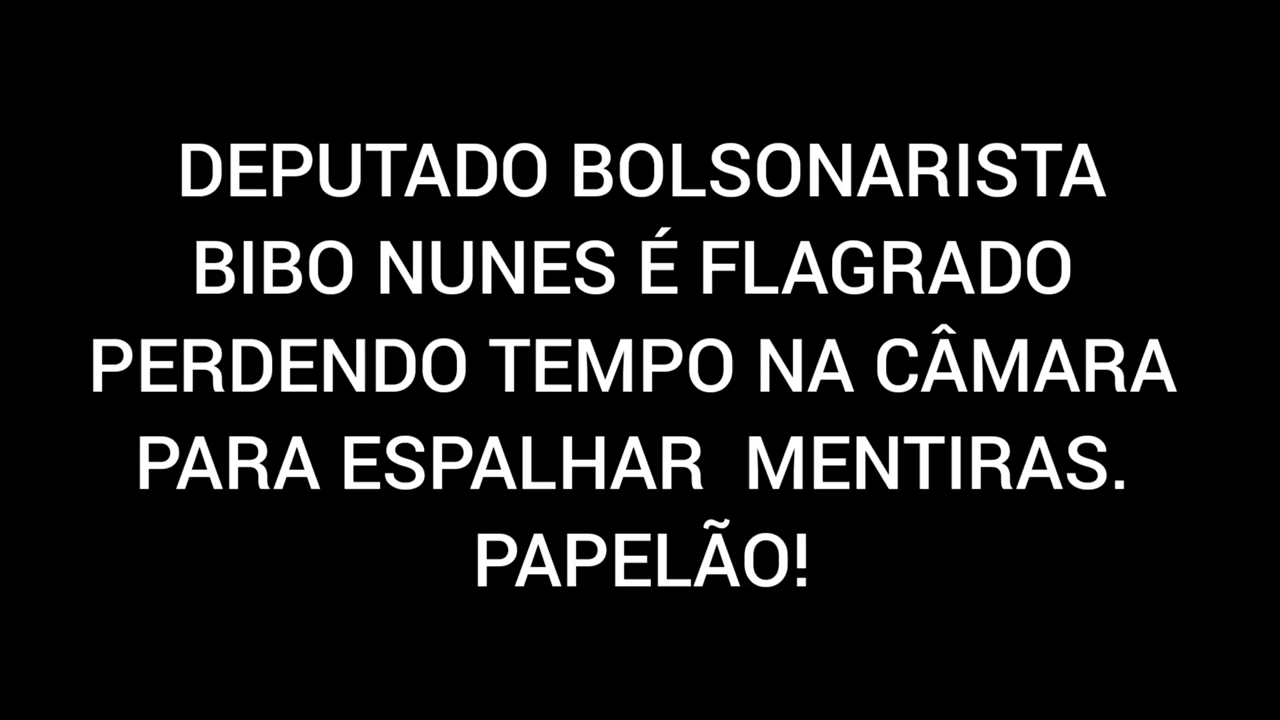 DEPUTADO BOLSONARISTA
BIBO NUNES É FLAGRADO
PERDENDO TEMPO NA CÂMARA
PARA ESPALHAR  MENTIRAS.
PAPELÃO!